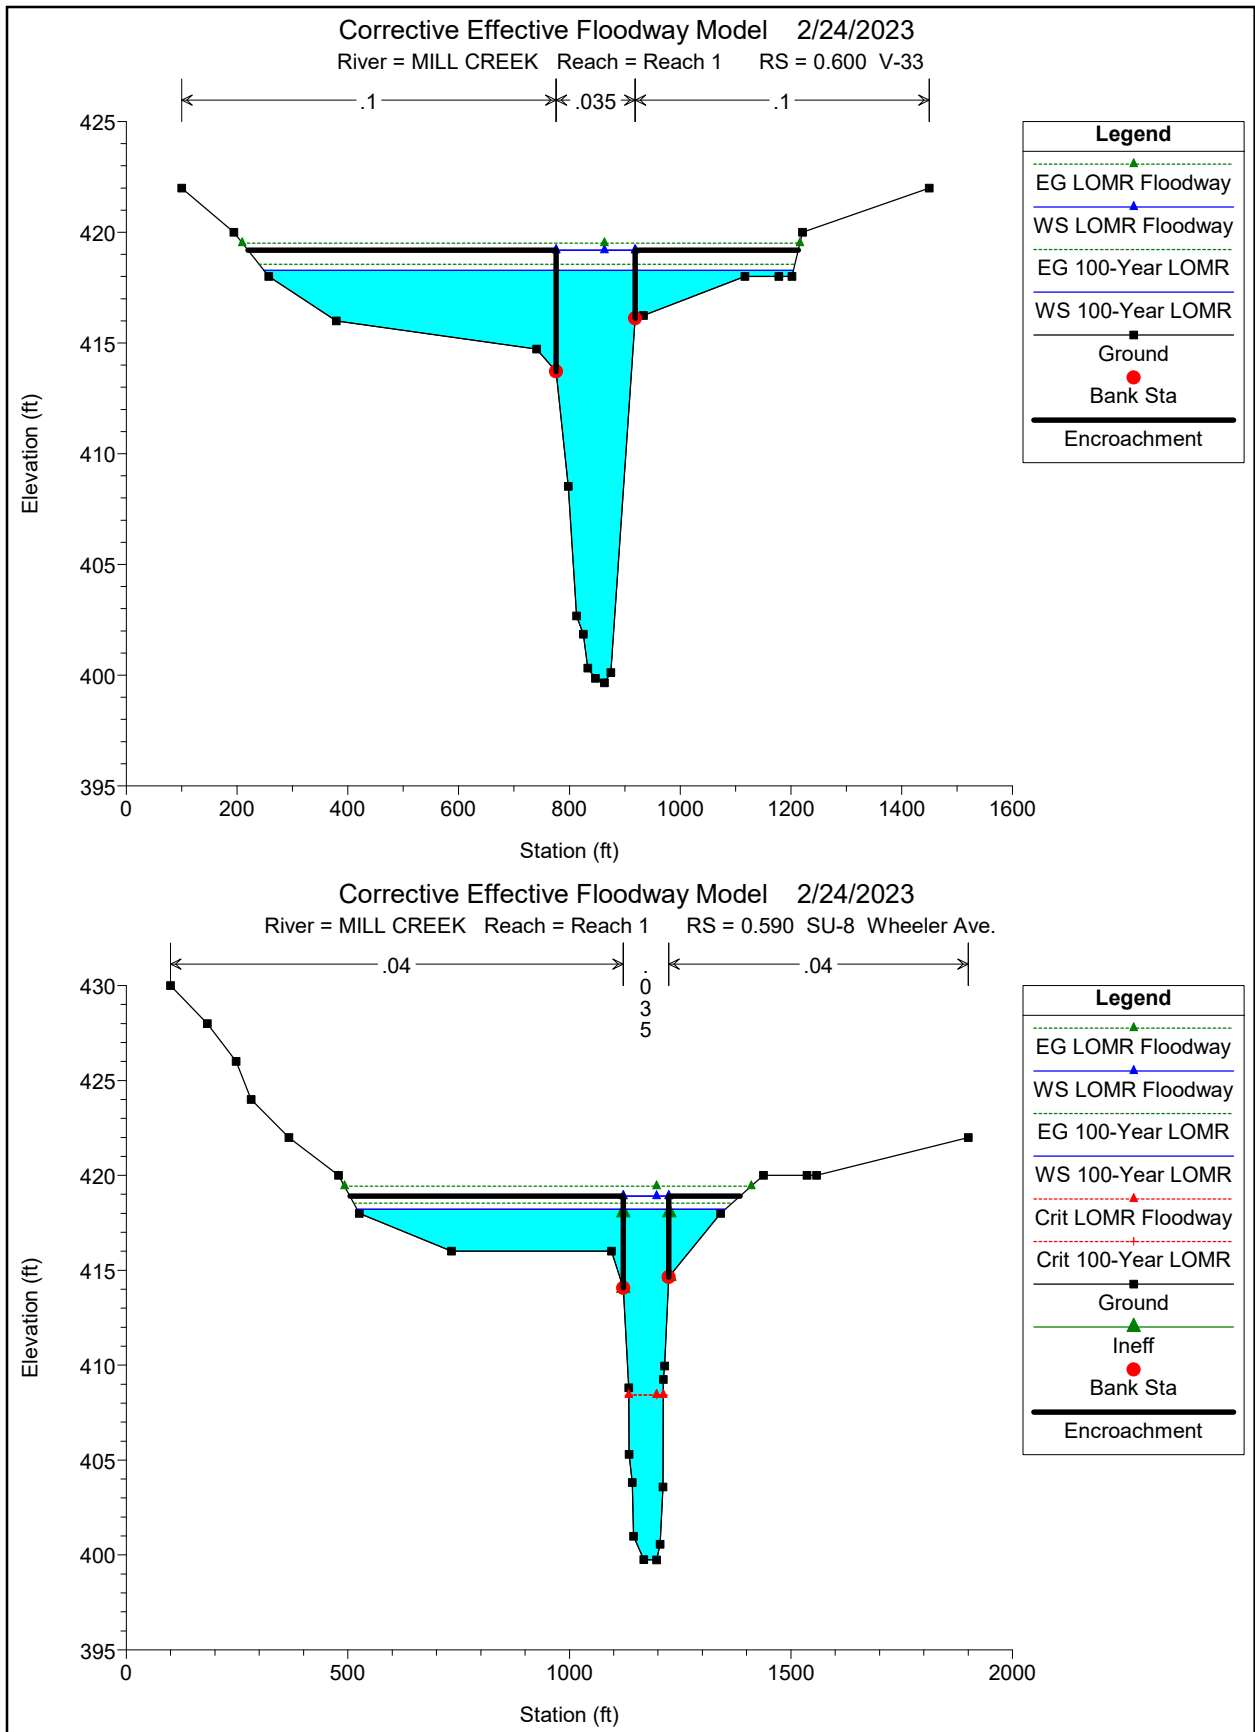 Corrective Effective Floodway Model 2/24/2023
River = MILL CREEK Reach = Reach 1 RS = 0.600 V-33
.1 .035 .1
425
420
415
410
405
400
395
0 200 400 600 800 1000 1200 1400 1600
Elevation (ft)
Station (ft)
Legend
EG LOMR Floodway
WS LOMR Floodway
EG 100-Year LOMR
WS 100-Year LOMR
Ground
Bank Sta
Encroachment
Corrective Effective Floodway Model 2/24/2023
River = MILL CREEK Reach = Reach 1 RS = 0.590 SU-8 Wheeler Ave.
.04 .035 .04
430
425
420
415
410
405
400
395
0 500 1000 1500 2000
Elevation (ft)
Station (ft)
Legend
EG LOMR Floodway
WS LOMR Floodway
EG 100-Year LOMR
WS 100-Year LOMR
Crit LOMR Floodway
Crit 100-Year LOMR
Ground
Ineff
Bank Sta
Encroachment